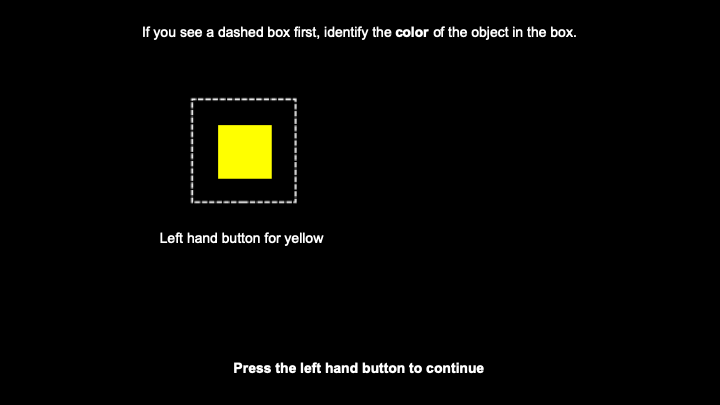 If you see a dashed box first, identify the color of the object in the box.
Left hand button for yellow
Press the left hand button to continue